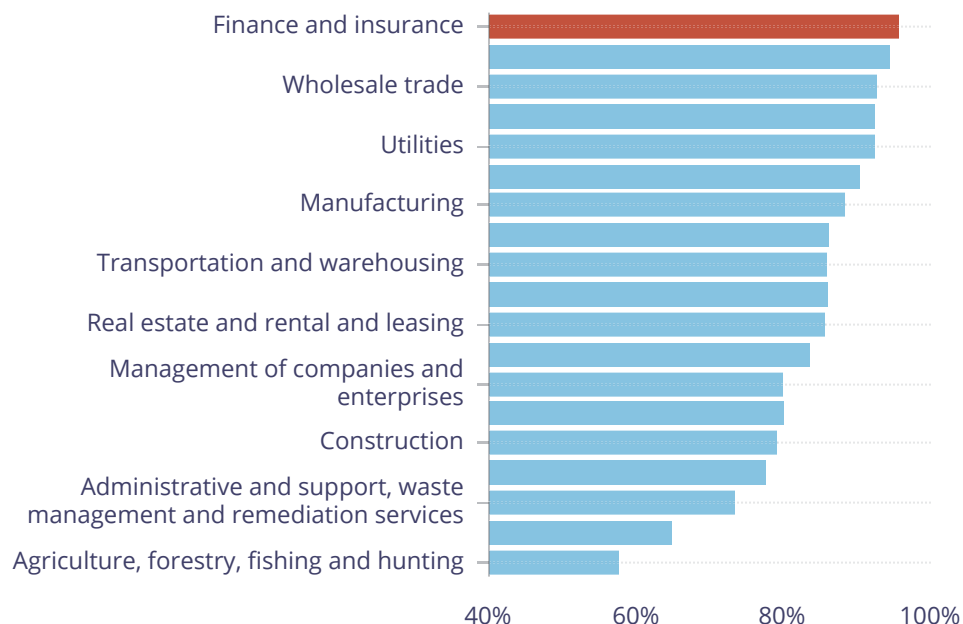 Finance and insurance
Wholesale trade
Utilities
Manufacturing
Transportation and warehousing
Real estate and rental and leasing
Management of companies and
enterprises
Construction
Administrative and support, waste
management and remediation services
Agriculture, forestry, fishing and hunting
40% 60% 80% 100%